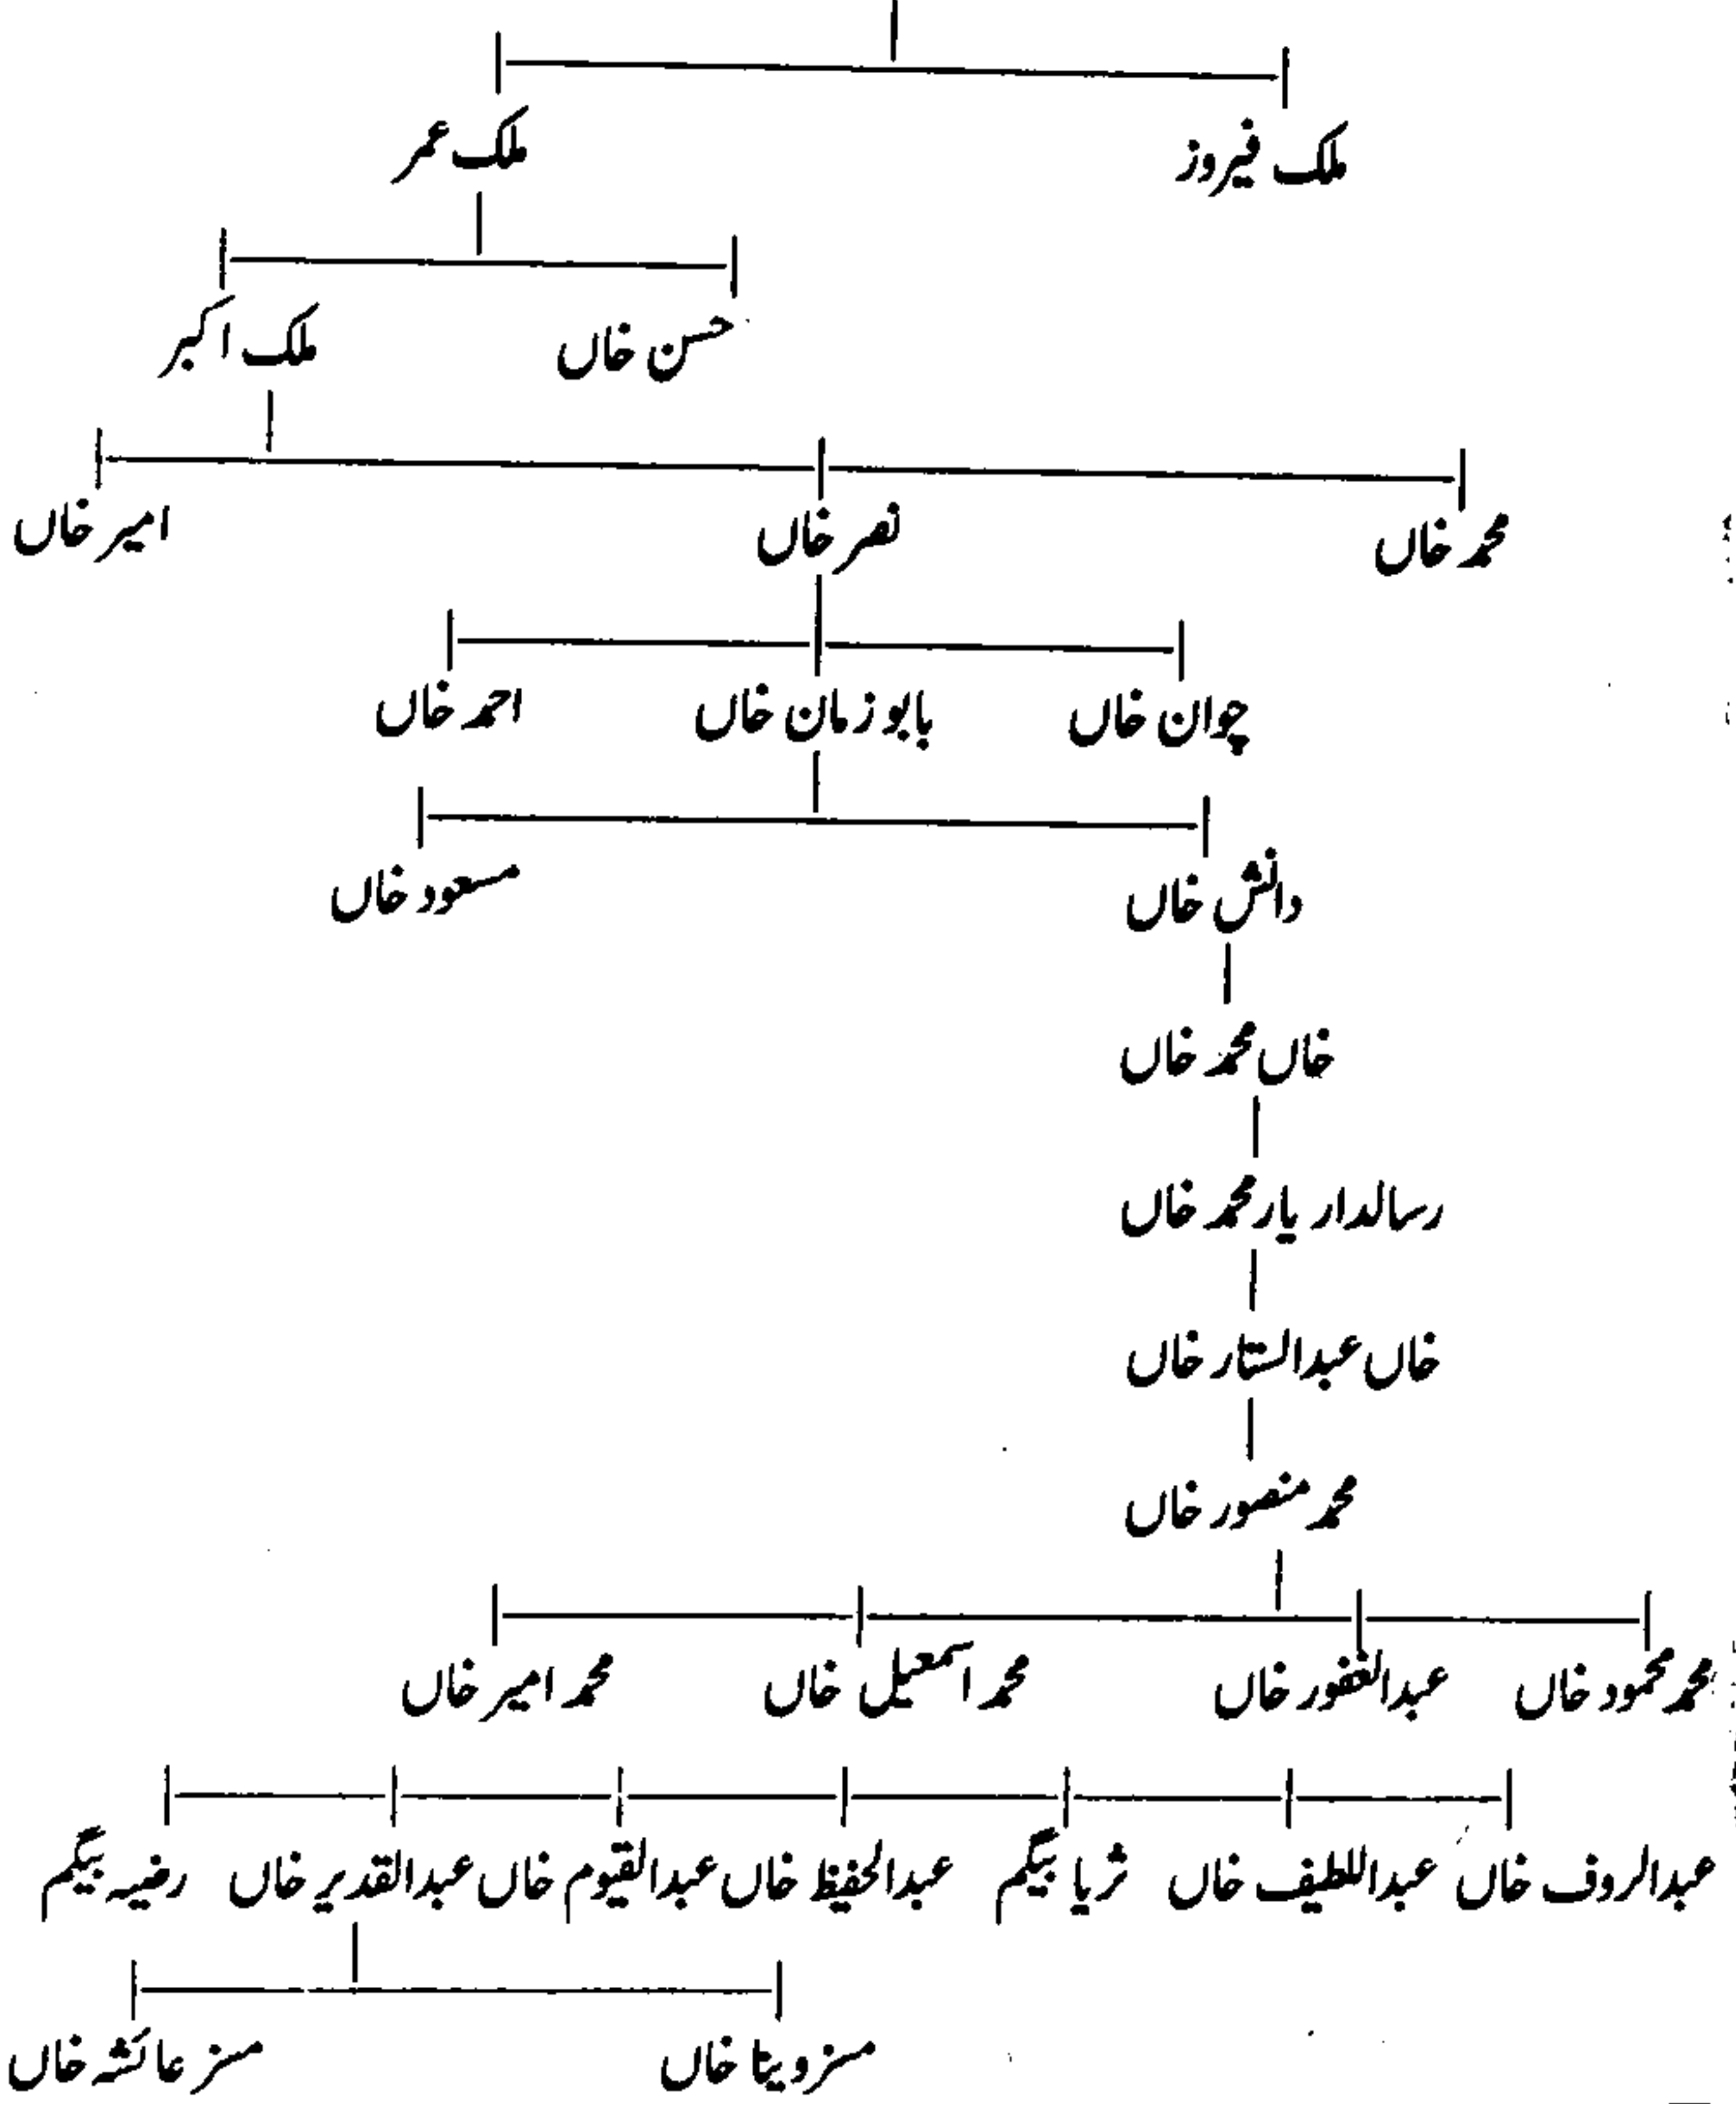 ملک فیروز ملک عمر
حسن خاں ملک اکبر
محمد خاں نصر خاں امیر خاں
چوان خاں بابو زمان خاں احمد خاں
دانش خاں مسعود خاں
خاں محمد خاں
رسالدار یار محمد خاں
خاں عبدالستار خاں
محمد منصور خاں
محمد محمود خاں عبدالغفور خاں محمد اسمعیل خاں محمد امیر خاں
عبدالروف خاں عبداللطیف خاں ثریا بیگم عبدالحفیظ خاں عبدالقیوم خاں عبدالقدیر خاں رضیہ بیگم
مسز دینا خاں مسز عائشہ خاں